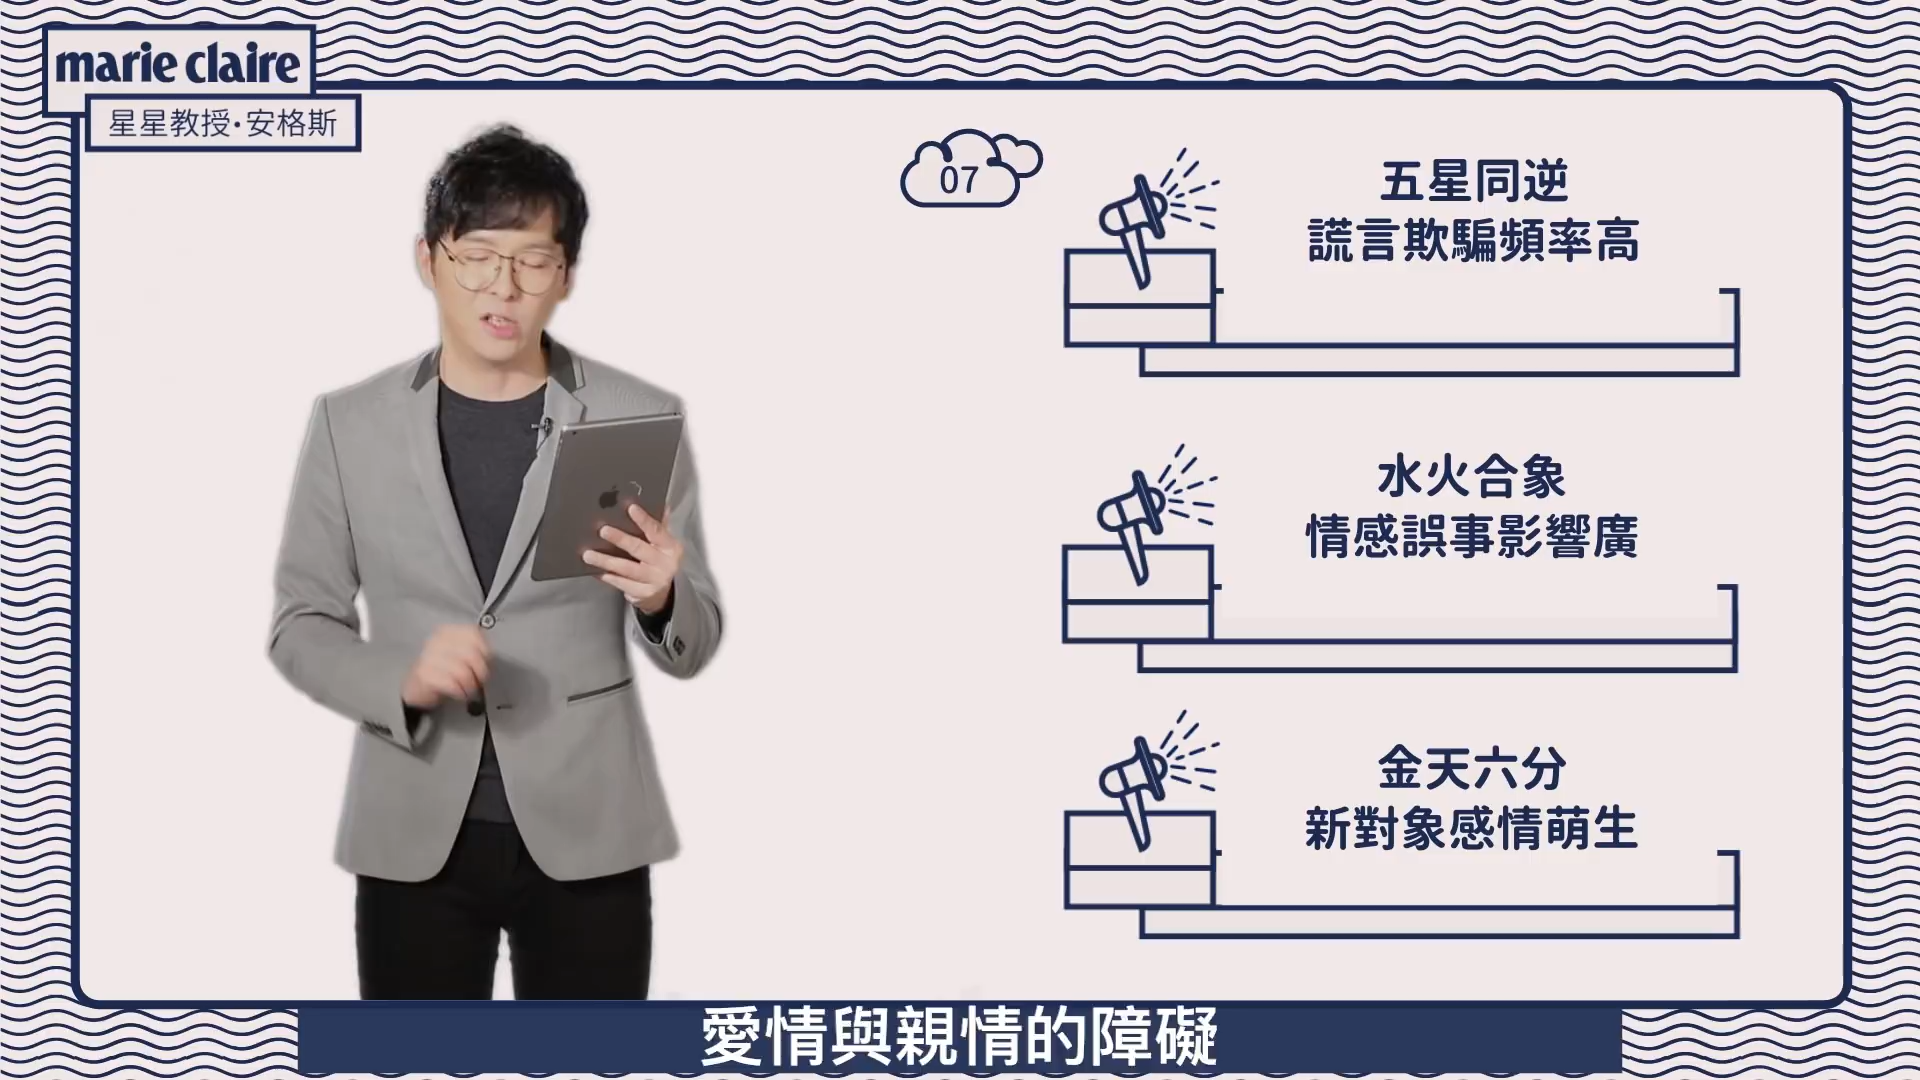 marie claire
星星教授·安格斯
07
五星同逆
謊言欺騙頻率高
水火合象
情感誤事影響廣
金天六分
新對象感情萌生
愛情與親情的障礙